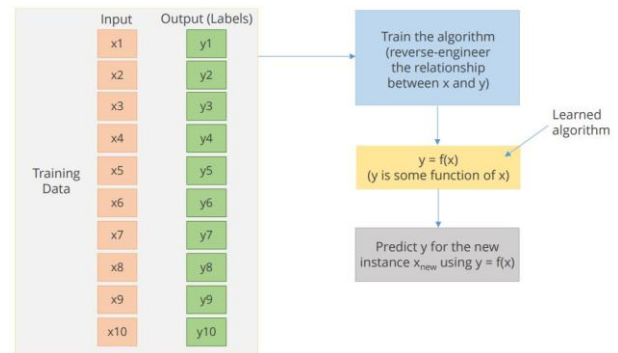 Input Output (Labels)
x1 y1
x2 y2
x3 y3
x4 y4
x5 y5
x6 y6
x7 y7
x8 y8
x9 y9
x10 y10
Training
Data
Train the algorithm
(reverse-engineer
the relationship
between x and y)
Learned
algorithm
y = f(x)
(y is some function of x)
Predict y for the new
instance xnew using y = f(x)